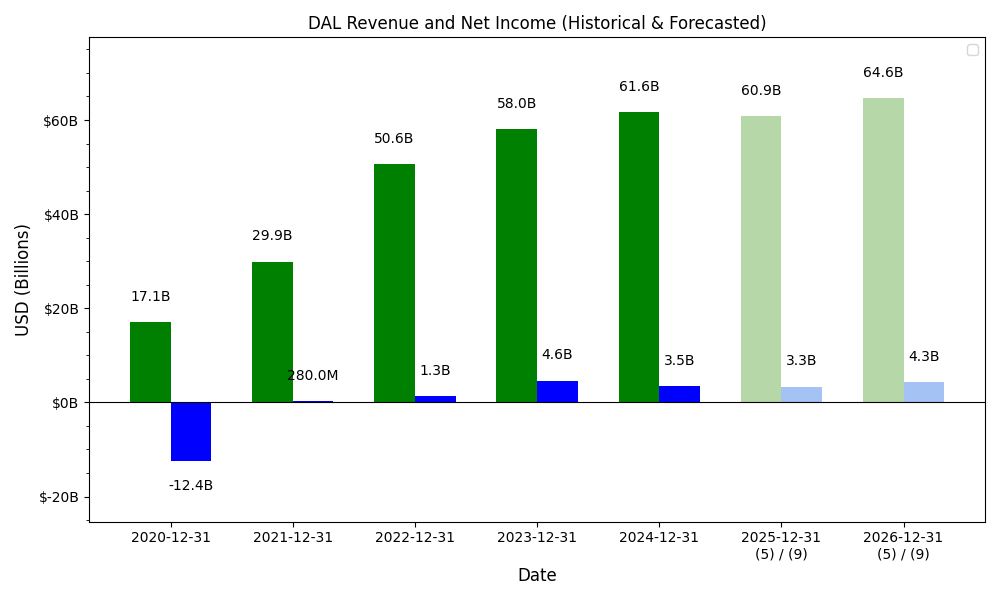 DAL Revenue and Net Income (Historical & Forecasted)
USD (Billions)
$60B
$40B
$20B
$0B
$-20B
17.1B
-12.4B
29.9B
280.0M
50.6B
1.3B
58.0B
4.6B
61.6B
3.5B
60.9B
3.3B
64.6B
4.3B
2020-12-31
2021-12-31
2022-12-31
2023-12-31
2024-12-31
2025-12-31
(5) / (9)
2026-12-31
(5) / (9)
Date